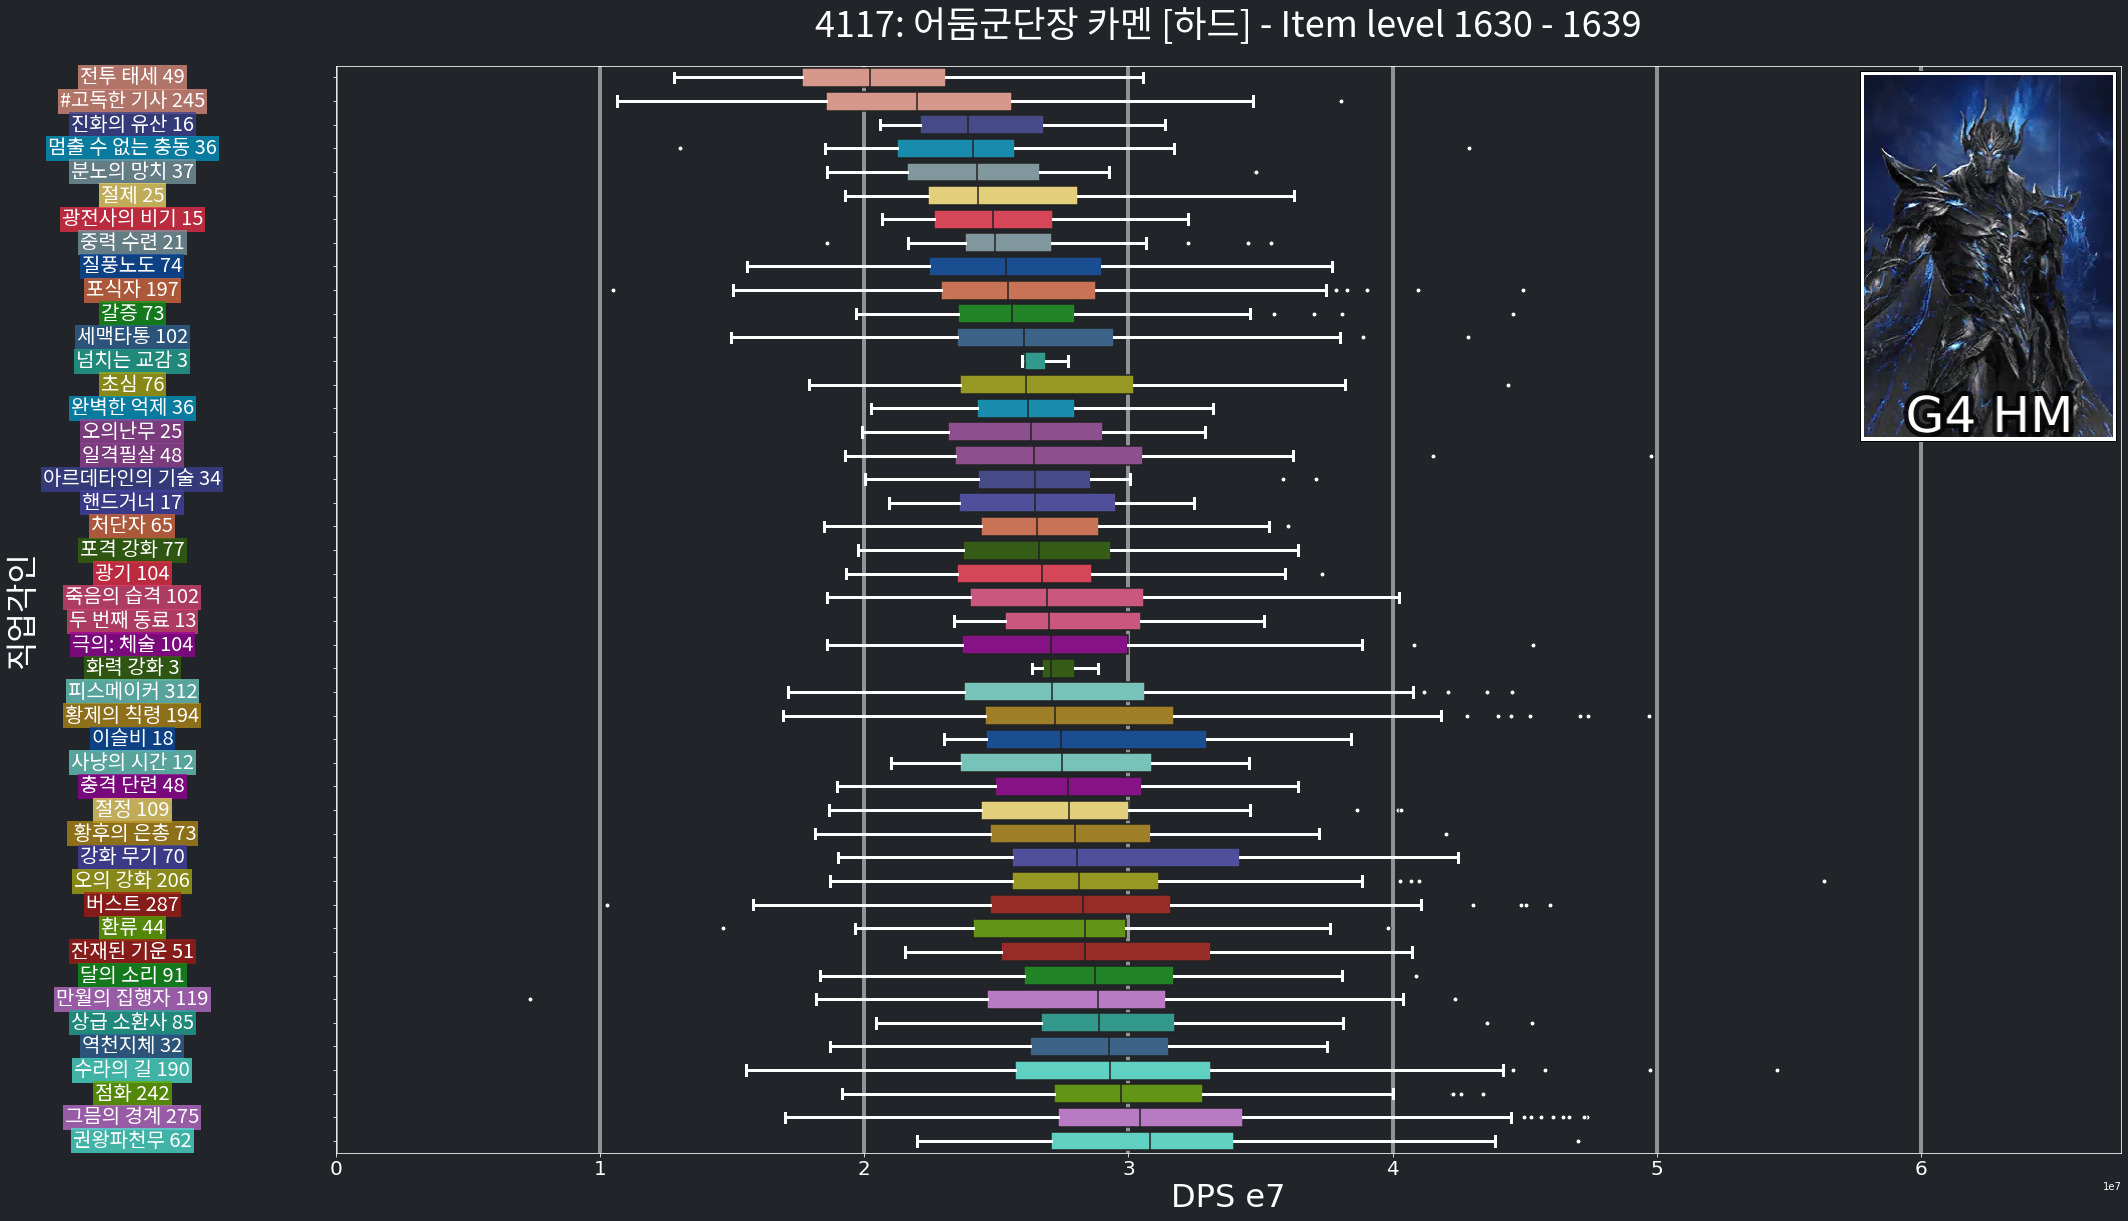 4117: 어둠군단장 카멘 [하드] - Item level 1630 - 1639
전투 태세 49
#고독한 기사 245
진화의 유산 16
멈출 수 없는 충동 36
분노의 망치 37
절제 25
광전사의 비기 15
중력 수련 21
질풍노도 74
포식자 197
갈증 73
세맥타통 102
넘치는 교감 3
초심 76
완벽한 억제 36
오의난무 25
일격필살 48
아르데타인의 기술 34
핸드거너 17
처단자 65
포격 강화 77
광기 104
죽음의 습격 102
두 번째 동료 13
극의: 체술 104
화력 강화 3
피스메이커 312
황제의 칙령 194
이슬비 18
사냥의 시간 12
충격 단련 48
절정 109
황후의 은총 73
강화 무기 70
오의 강화 206
버스트 287
환류 44
잔재된 기운 51
달의 소리 91
만월의 집행자 119
상급 소환사 85
역천지체 32
수라의 길 190
점화 242
그믐의 경계 275
권왕파천무 62
직업각인
G4 HM
0 1 2 3 4 5 6
1e7
DPS e7